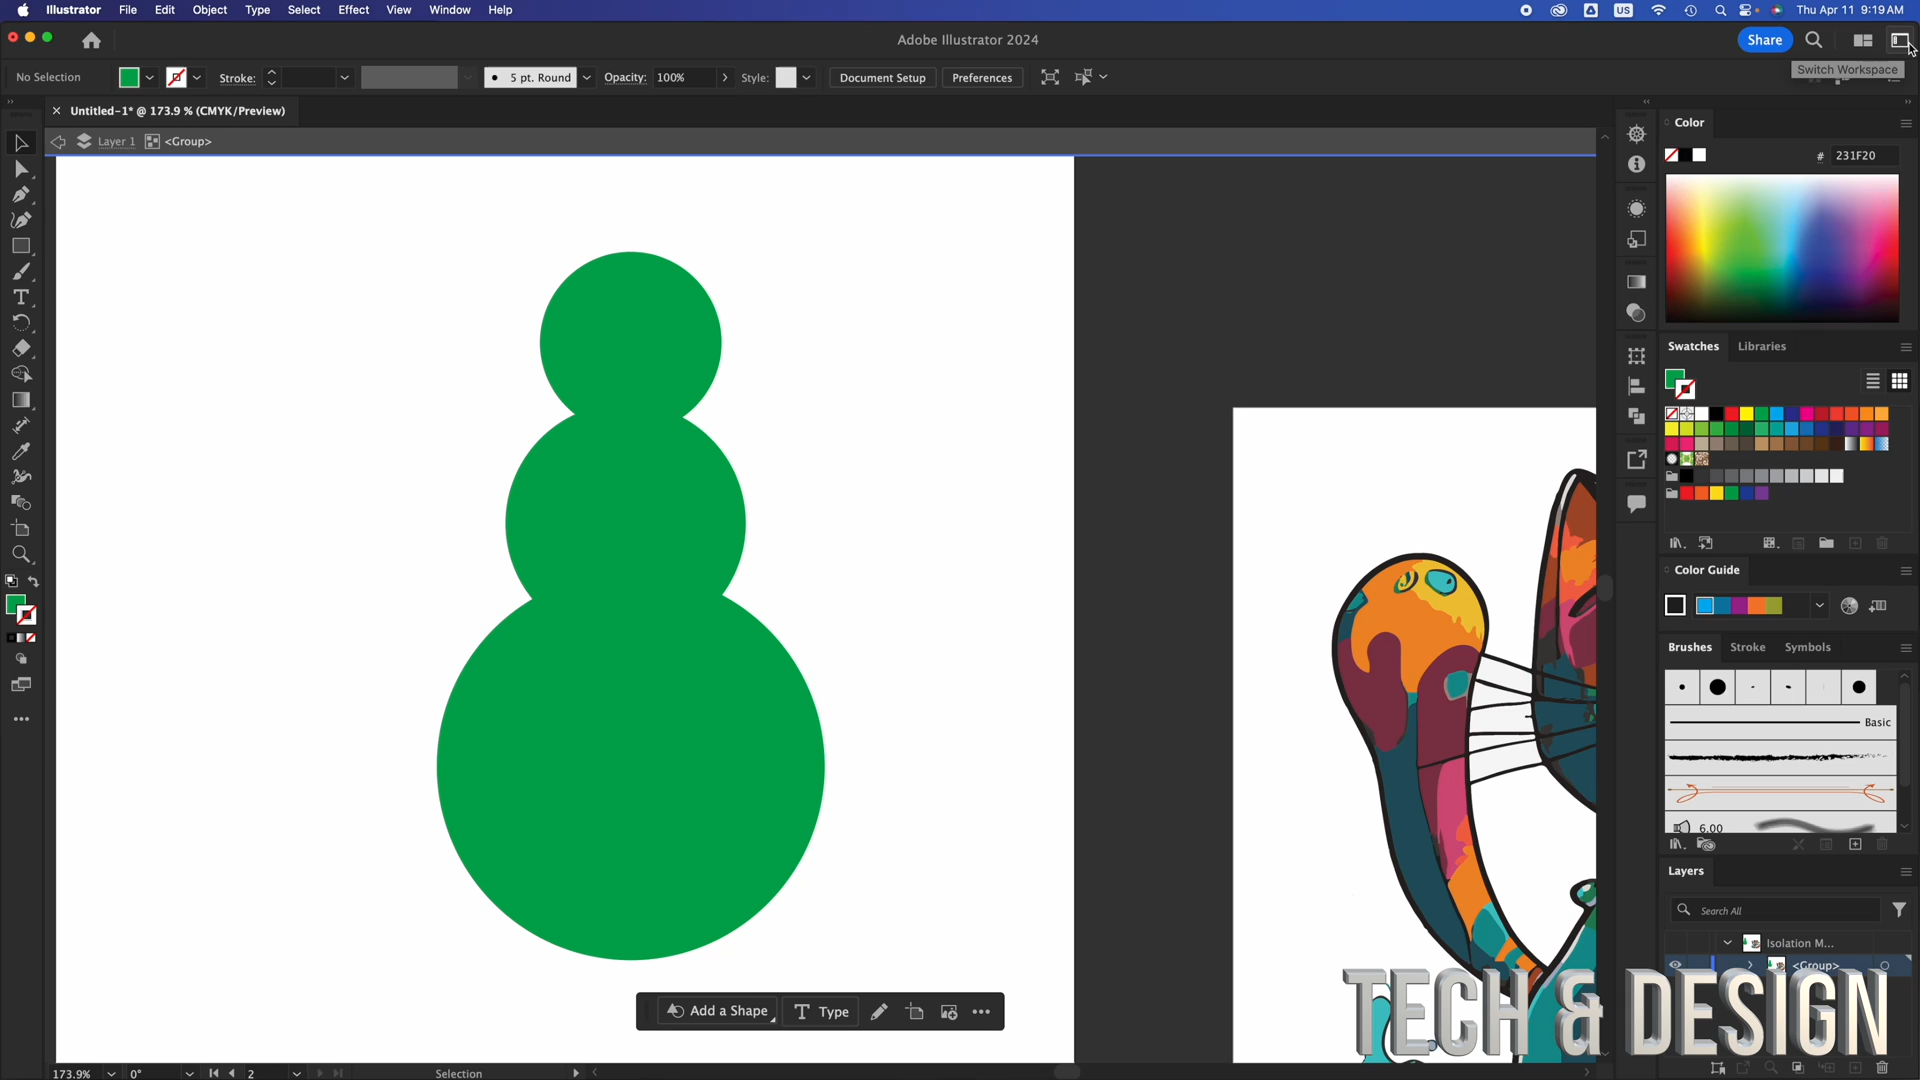 Illustrator File Edit Object Type Select Effect View Window Help
US
Thu Apr 11 9:19 AM
Adobe Illustrator 2024
Share
No Selection
Stroke:
5 pt. Round
Opacity: 100%
Style:
Document Setup
Preferences
Switch Workspace
Untitled-1* @ 173.9 % (CMYK/Preview)
Layer 1 <Group>
Color
# 231F20
Swatches Libraries
Color Guide
Brushes Stroke Symbols
Basic
6.00
Layers
Search All
Isolation M...
<Group>
Add a Shape
Type
TECH & DESIGN
173.9%
0°
2
Selection